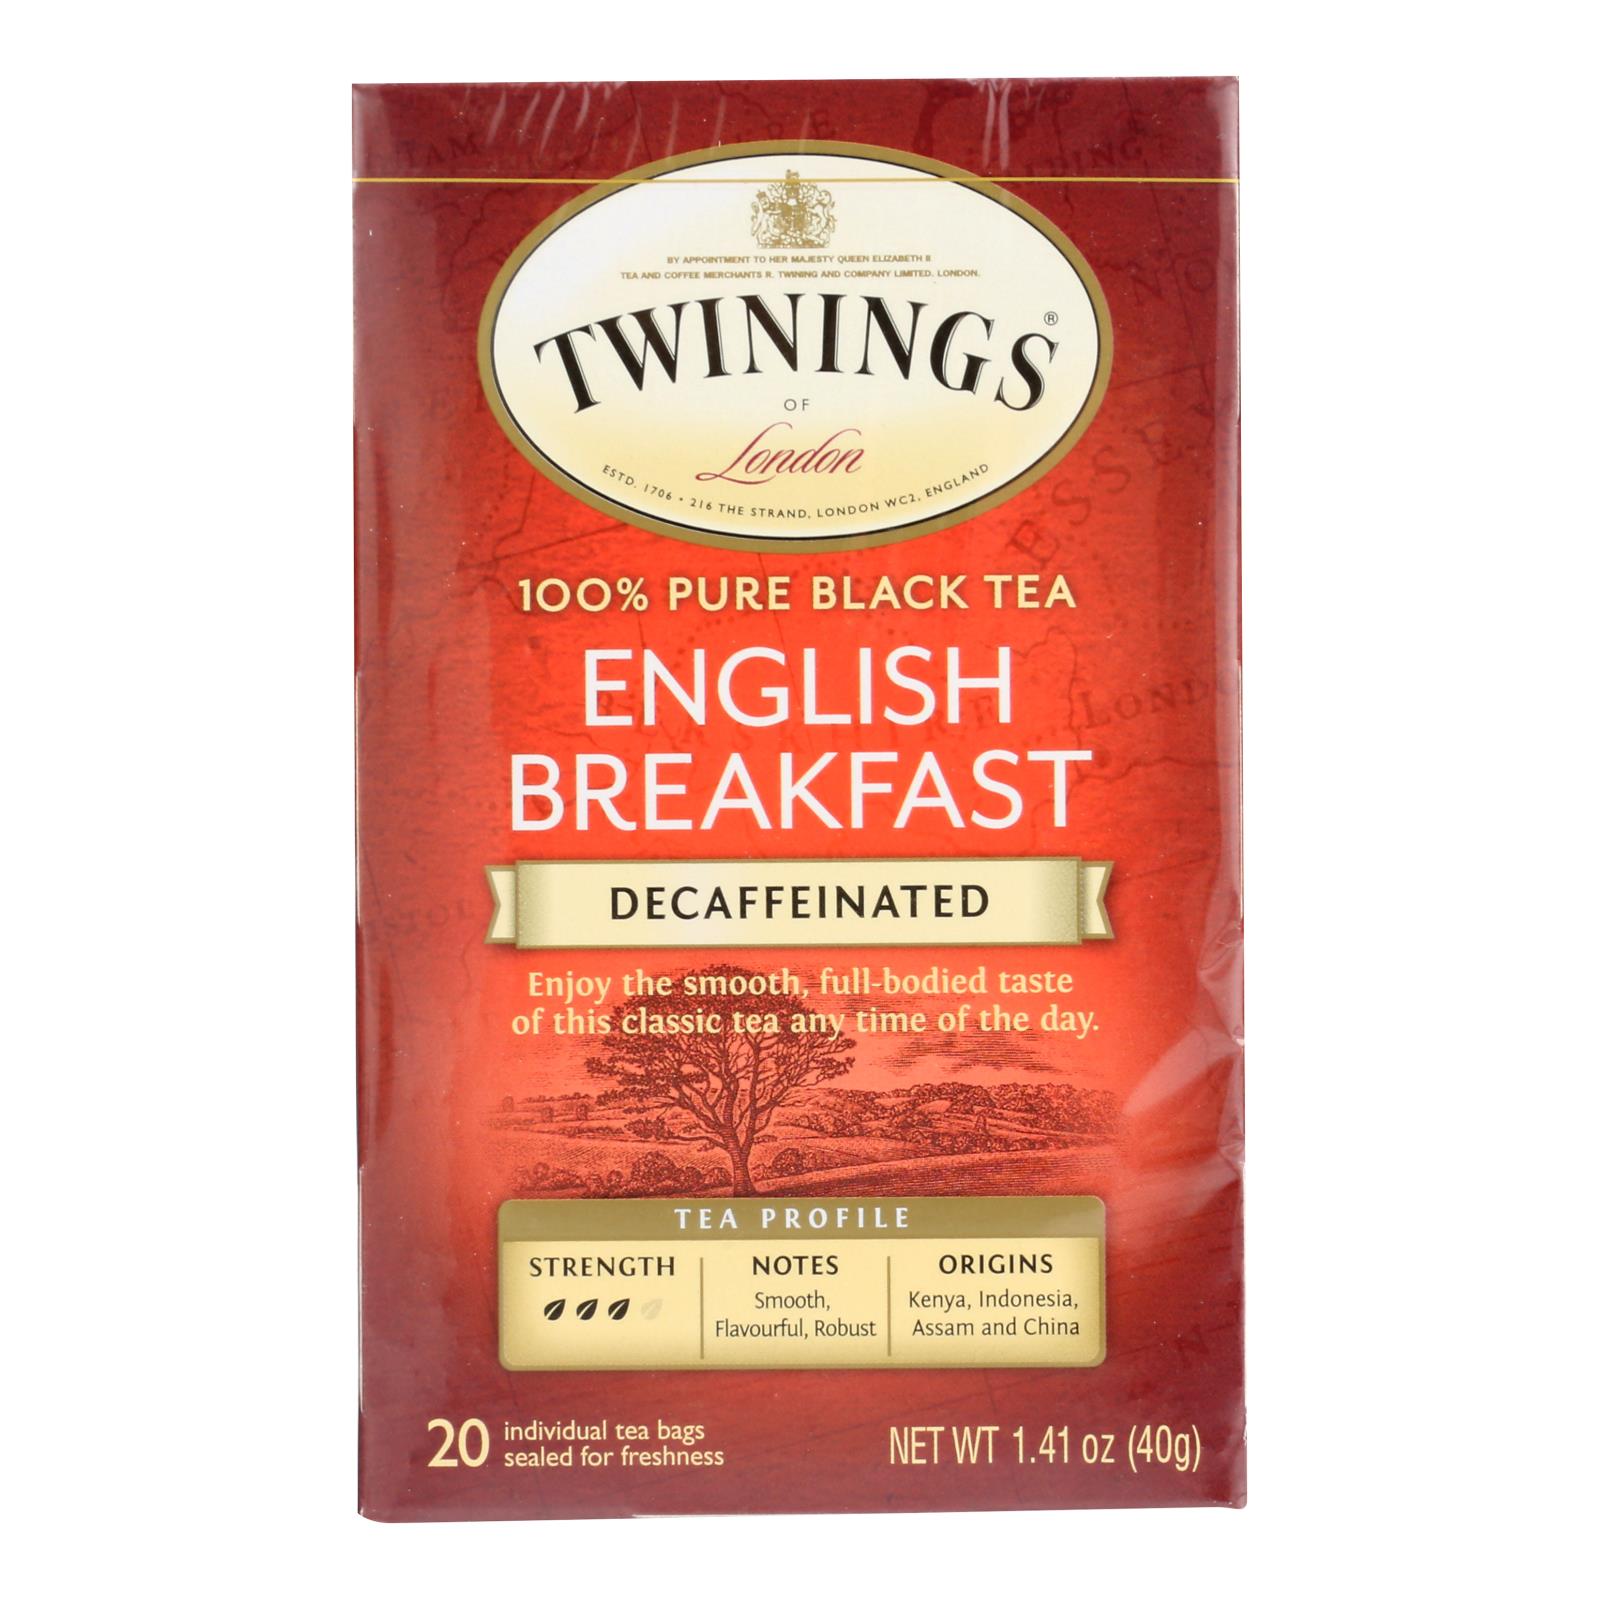 BY APPOINTMENT TO HER MAJESTY QUEEN ELIZABETH II
TEA AND COFFEE MERCHANTS R. TWINING AND COMPANY LIMITED. LONDON.
TWININGS®
OF
London
ESTD. 1706 • 216 THE STRAND, LONDON WC2, ENGLAND
100% PURE BLACK TEA
ENGLISH
BREAKFAST
DECAFFEINATED
Enjoy the smooth, full-bodied taste
of this classic tea any time of the day.
TEA PROFILE
STRENGTH
NOTES
Smooth,
Flavourful, Robust
ORIGINS
Kenya, Indonesia,
Assam and China
20 individual tea bags
sealed for freshness
NET WT 1.41 oz (40g)